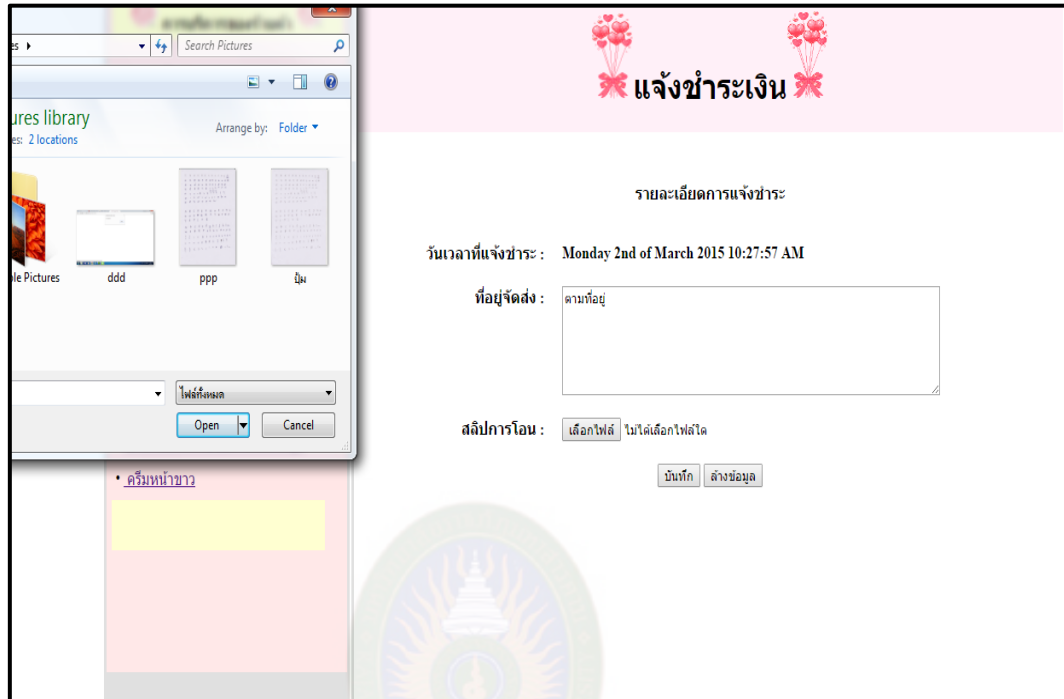 es
Search Pictures
ures library
es: 2 locations
Arrange by: Folder
le Pictures
ddd
ppp
ปุ้ม
ไฟล์ทั้งหมด
Open
Cancel
• ครีมหน้าขาว
แจ้งชำระเงิน
รายละเอียดการแจ้งชำระ
วันเวลาที่แจ้งชำระ : Monday 2nd of March 2015 10:27:57 AM
ที่อยู่จัดส่ง : ตามที่อยู่
สลิปการโอน : เลือกไฟล์ ไม่ได้เลือกไฟล์ใด
บันทึก ล้างข้อมูล